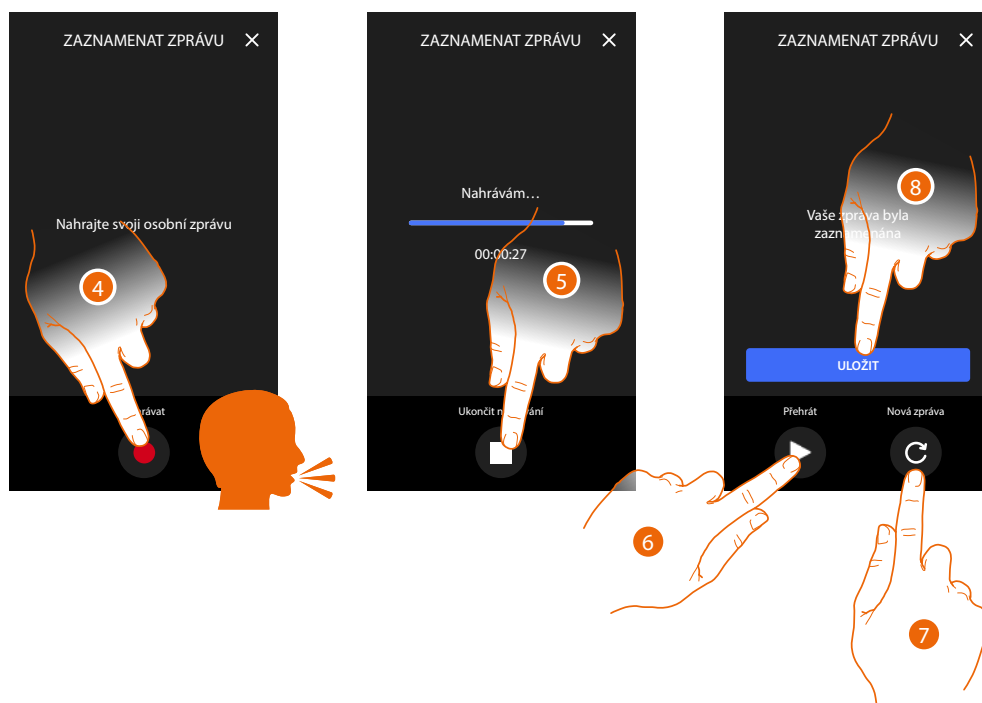 ZAZNAMENAT ZPRÁVU
Nahrajte svoji osobní zprávu
4
ZAZNAMENAT ZPRÁVU
Nahrávám…
00:00:27
5
Ukončit
ZAZNAMENAT ZPRÁVU
8
Vaše zpráva byla
zaznamenána
ULOŽIT
Přehrát
Nová zpráva
6
7